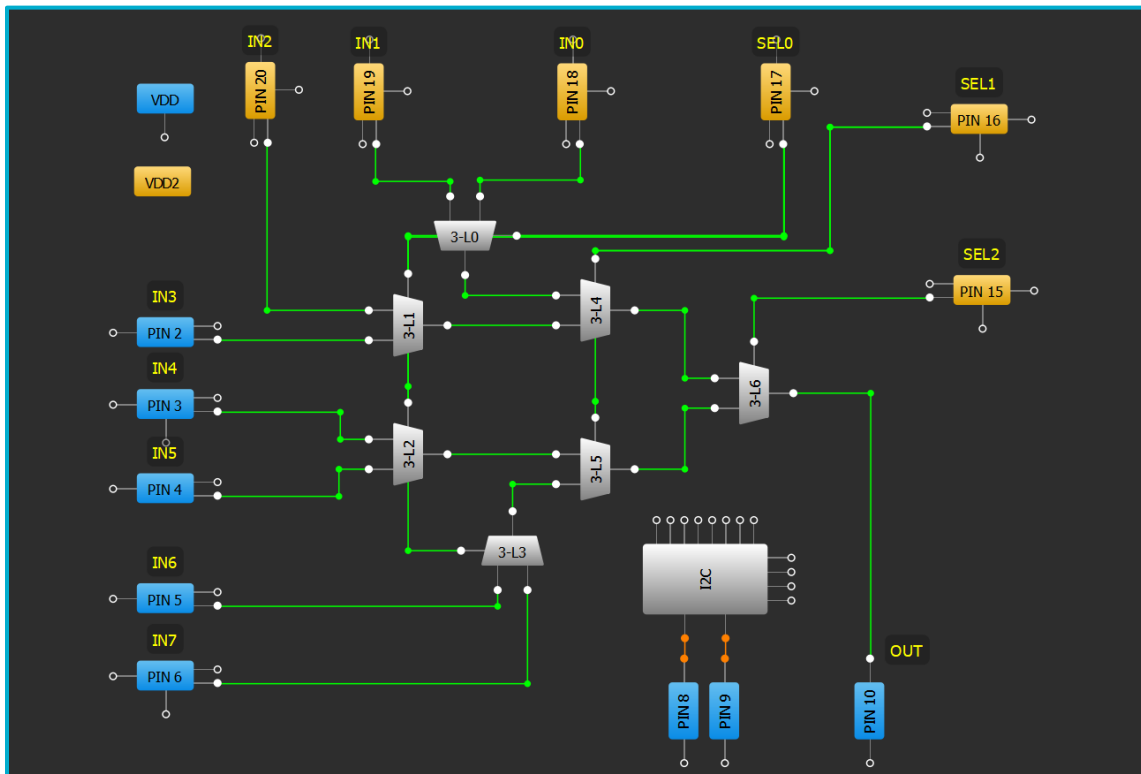 IN2
IN1
IN0
SEL0
SEL1
VDD
PIN 20
PIN 19
PIN 18
PIN 17
PIN 16
VDD2
3-L0
SEL2
PIN 15
IN3
PIN 2
3-L1
3-L4
IN4
PIN 3
3-L6
IN5
PIN 4
3-L2
3-L5
3-L3
IN6
PIN 5
I2C
IN7
PIN 6
OUT
PIN 8
PIN 9
PIN 10